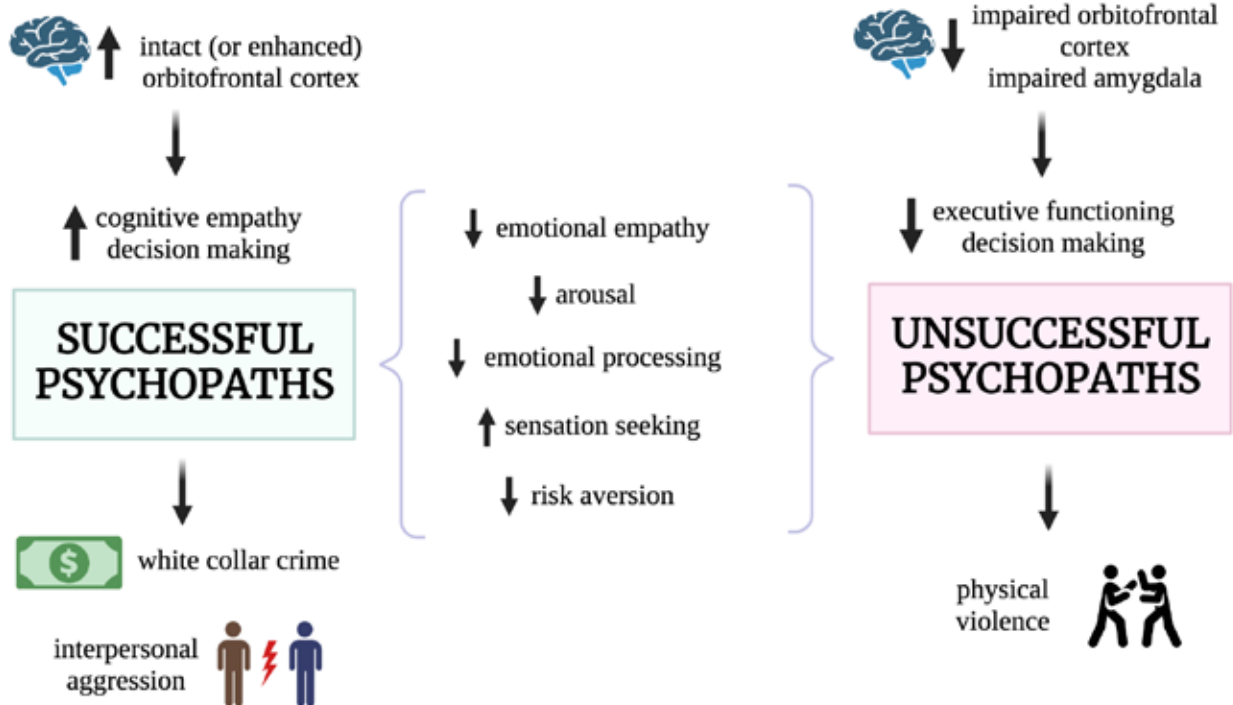 intact (or enhanced)
orbitofrontal cortex
cognitive empathy
decision making
SUCCESSFUL
PSYCHOPATHS
$
white collar crime
interpersonal
aggression
emotional empathy
arousal
emotional processing
sensation seeking
risk aversion
impaired orbitofrontal
cortex
impaired amygdala
executive functioning
decision making
UNSUCCESSFUL
PSYCHOPATHS
physical
violence